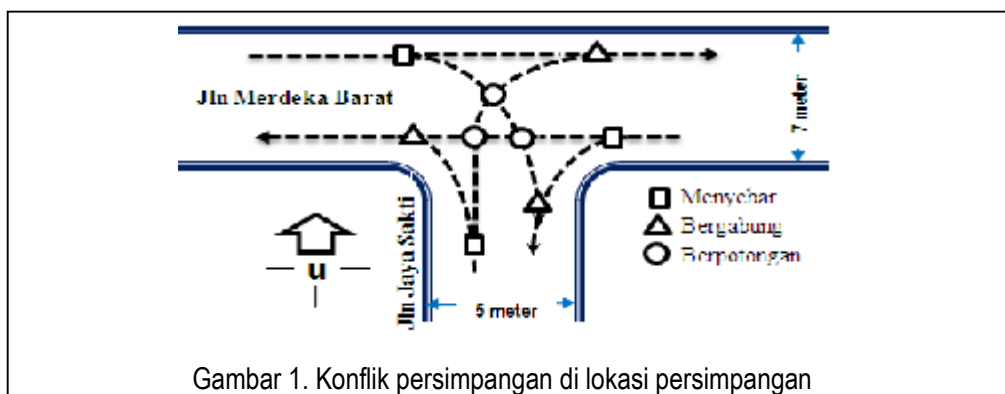 Jln Merdeka Barat
7 meter
Menyebar
Bergabung
Berpotongan
u
Jln Jaya Sakti
5 meter
Gambar 1. Konflik persimpangan di lokasi persimpangan